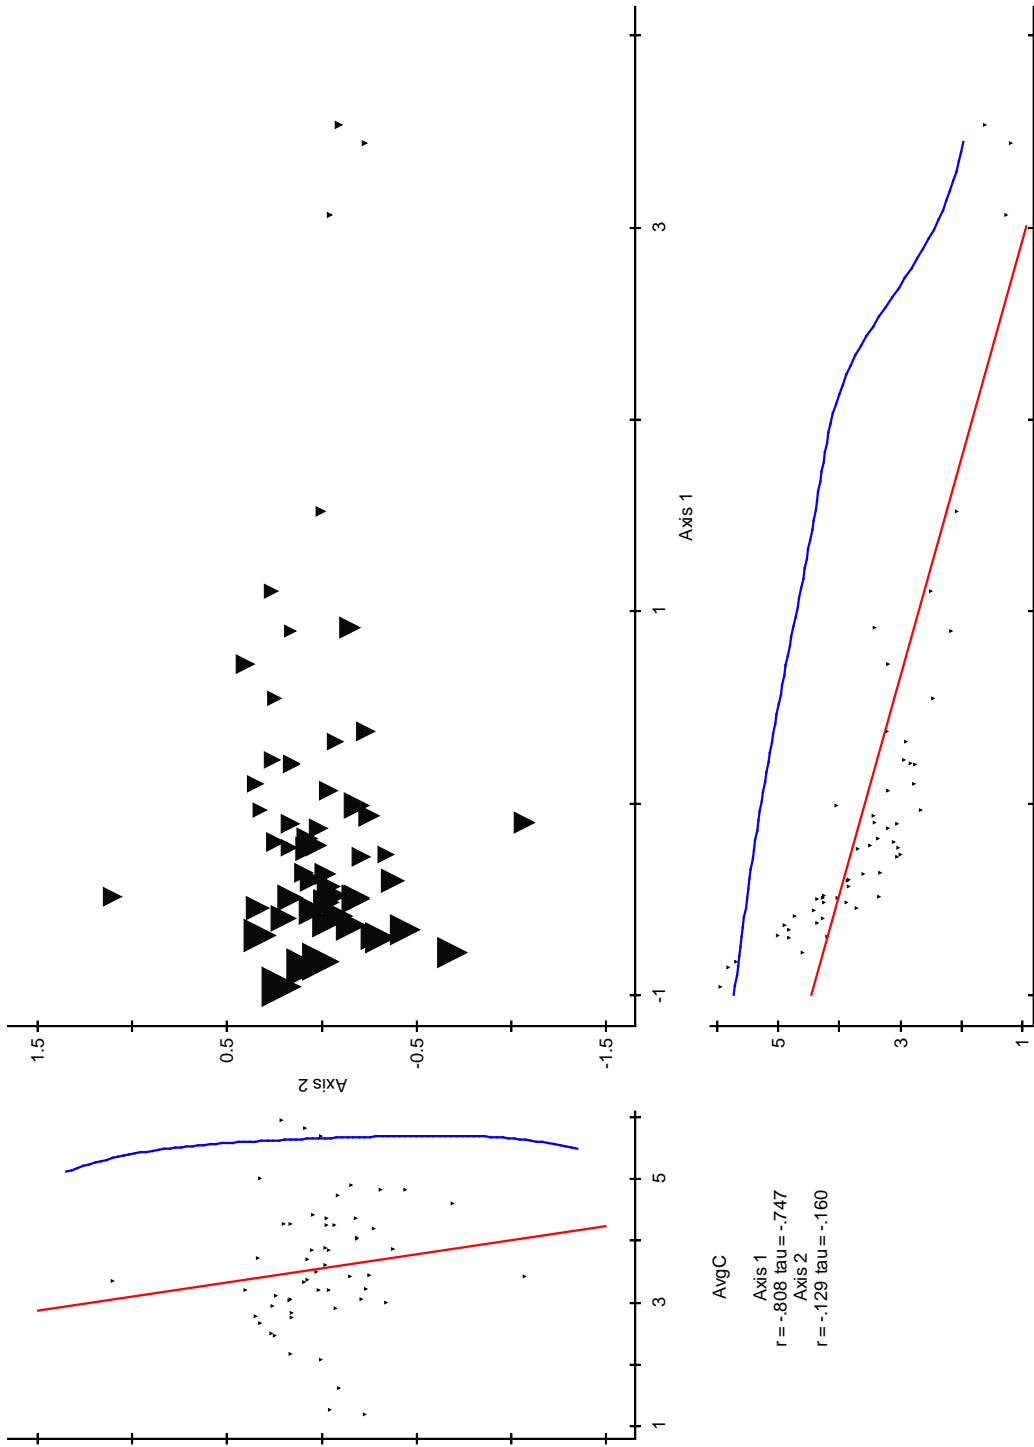 1.5
0.5
-0.5
-1.5
Axis 2
3
1
-1
Axis 1
5
3
1
5
3
1
AvgC
Axis 1
r = -.808 tau = -.747
Axis 2
r = -.129 tau = -.160